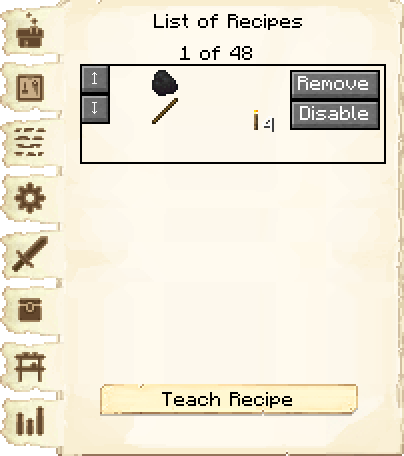 List of Recipes
1 of 48
Remove
Disable
4
Teach Recipe